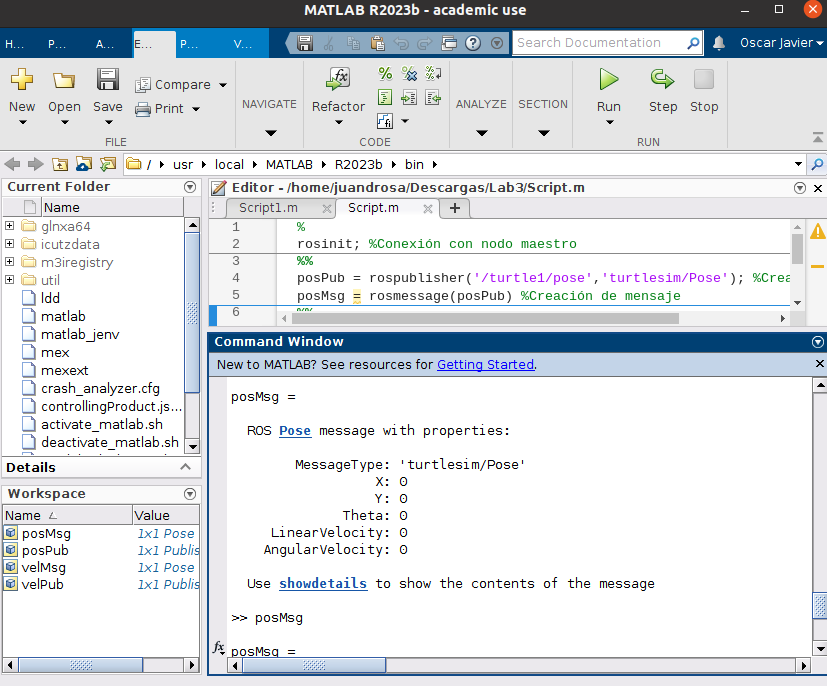 MATLAB R2023b - academic use
H... P... A... E... P... V... Search Documentation Oscar Javier
New Open Save Compare Print
NAVIGATE
Refactor
ANALYZE SECTION
Run Step Stop
FILE CODE RUN
/ usr local MATLAB R2023b bin
Current Folder
Name
glnxa64
icutzdata
m3iregistry
util
ldd
matlab
matlab_jenv
mex
mexext
crash_analyzer.cfg
controllingProduct.js...
activate_matlab.sh
deactivate_matlab.sh
Details
Workspace
Name Value
posMsg 1x1 Pose
posPub 1x1 Publis
velMsg 1x1 Pose
velPub 1x1 Publis
Editor - /home/juandrosa/Descargas/Lab3/Script.m
Script1.m Script.m
1 %
2 rosinit; %Conexión con nodo maestro
3 %%
4 posPub = rospublisher('/turtle1/pose','turtlesim/Pose'); %Crea
5 posMsg = rosmessage(posPub) %Creación de mensaje
6 %%
Command Window
New to MATLAB? See resources for Getting Started.
posMsg =
ROS Pose message with properties:
MessageType: 'turtlesim/Pose'
X: 0
Y: 0
Theta: 0
LinearVelocity: 0
AngularVelocity: 0
Use showdetails to show the contents of the message
>> posMsg
fx posMsg =